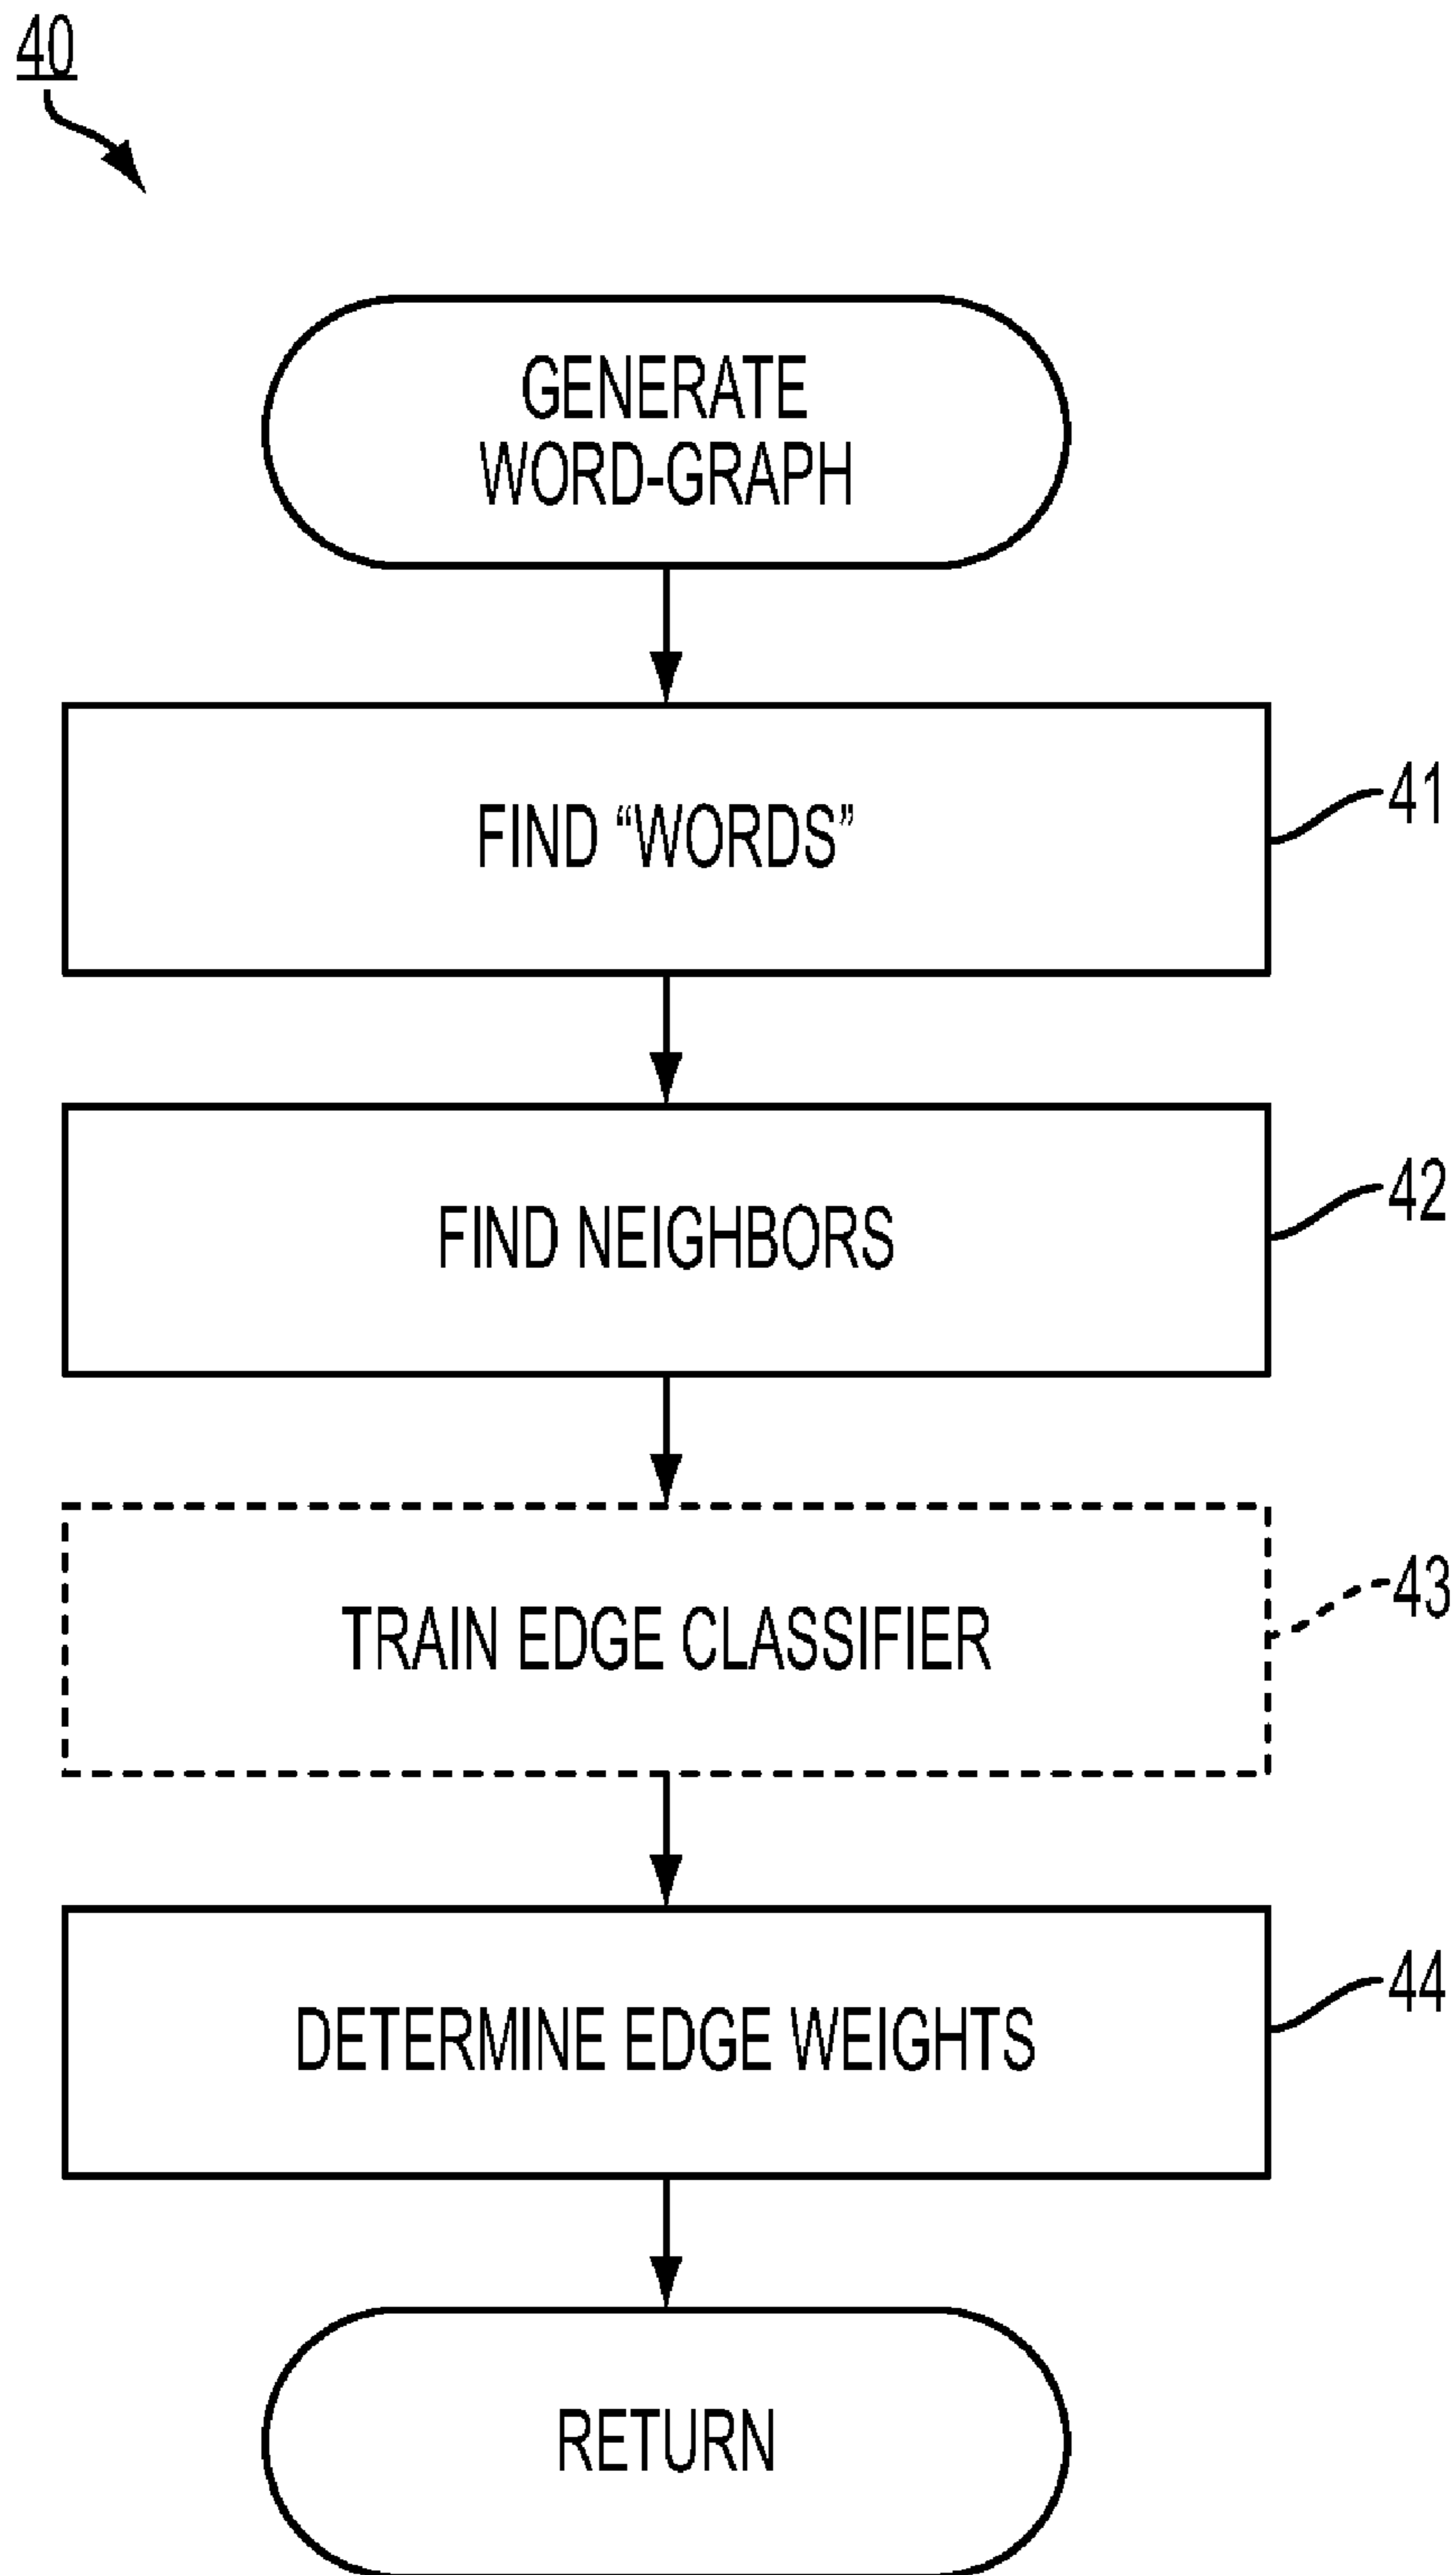 40
GENERATE
WORD-GRAPH
FIND “WORDS”
41
FIND NEIGHBORS
42
TRAIN EDGE CLASSIFIER
43
DETERMINE EDGE WEIGHTS
44
RETURN